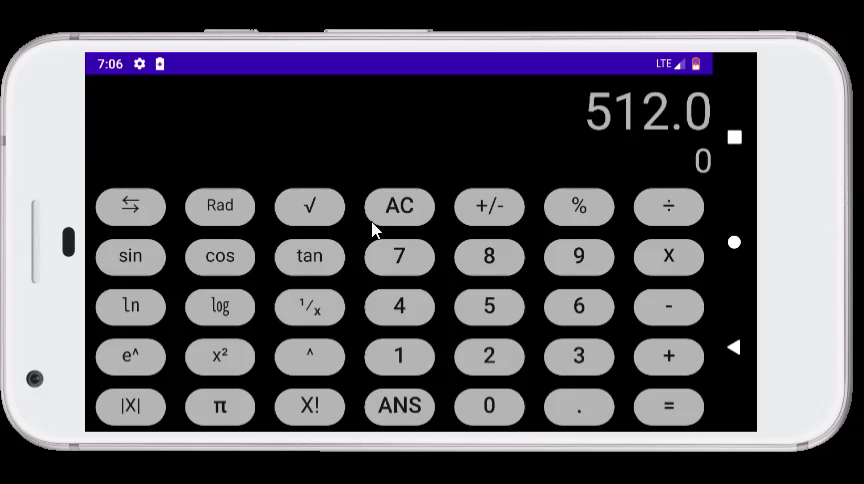 7:06 LTE
512.0
0
⇆ Rad √ AC +/- % ÷
sin cos tan 7 8 9 X
ln log ¹/x 4 5 6 -
e^ x² ^ 1 2 3 +
|X| π X! ANS 0 . =